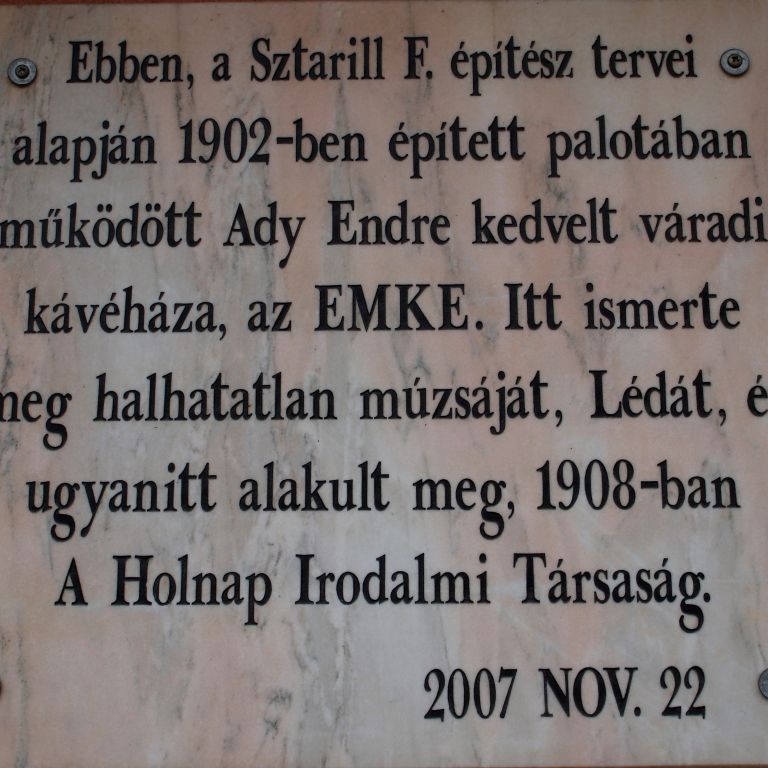 Ebben, a Sztarill F. építész tervei
alapján 1902-ben épített palotában
működött Ady Endre kedvelt váradi
kávéháza, az EMKE. Itt ismerte
meg halhatatlan múzsáját, Lédát, é
ugyanitt alakult meg, 1908-ban
A Holnap Irodalmi Társaság.
2007 NOV. 22